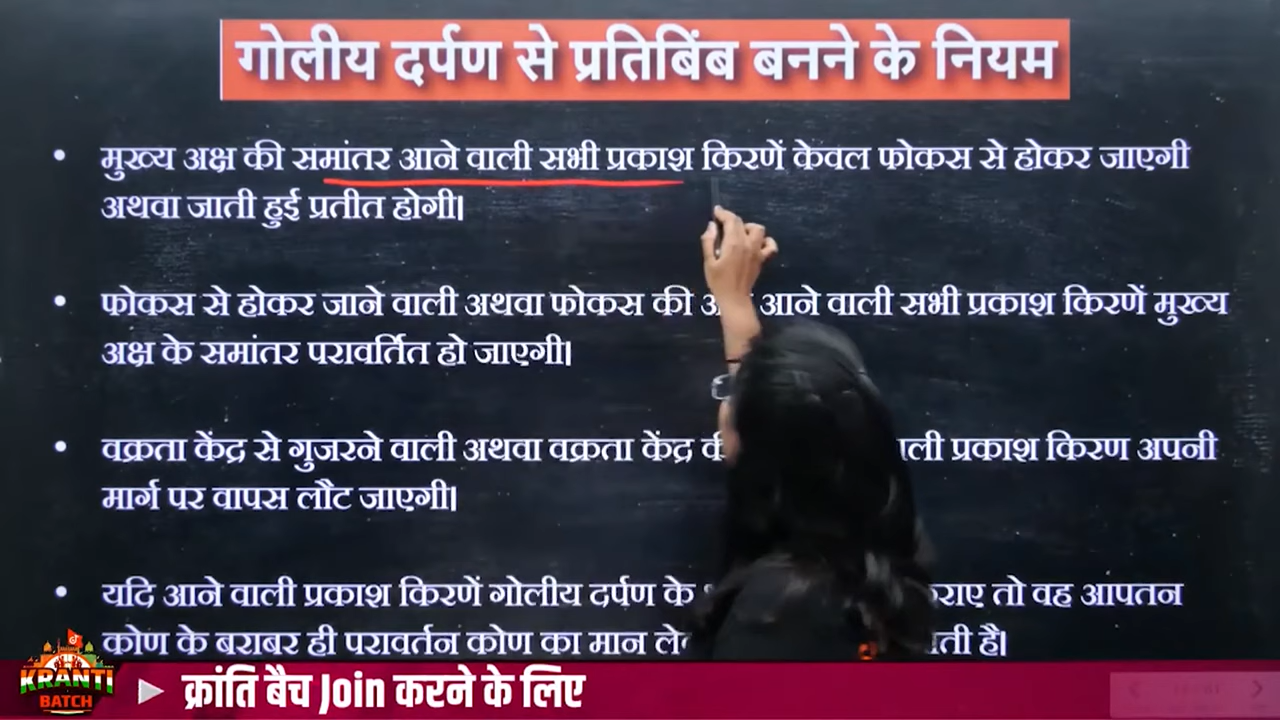 गोलीय दर्पण से प्रतिबिंब बनने के नियम
• मुख्य अक्ष की समांतर आने वाली सभी प्रकाश किरणें केवल फोकस से होकर जाएगी
अथवा जाती हुई प्रतीत होगी।
• फोकस से होकर जाने वाली अथवा फोकस की आने वाली सभी प्रकाश किरणें मुख्य
अक्ष के समांतर परावर्तित हो जाएगी।
• वक्रता केंद्र से गुजरने वाली अथवा वक्रता केंद्र प्रकाश किरण अपनी
मार्ग पर वापस लौट जाएगी।
• यदि आने वाली प्रकाश किरणें गोलीय दर्पण के तो वह आपतन
कोण के बराबर ही परावर्तन कोण का मान है।
KRANTI
BATCH
क्रांति बैच Join करने के लिए